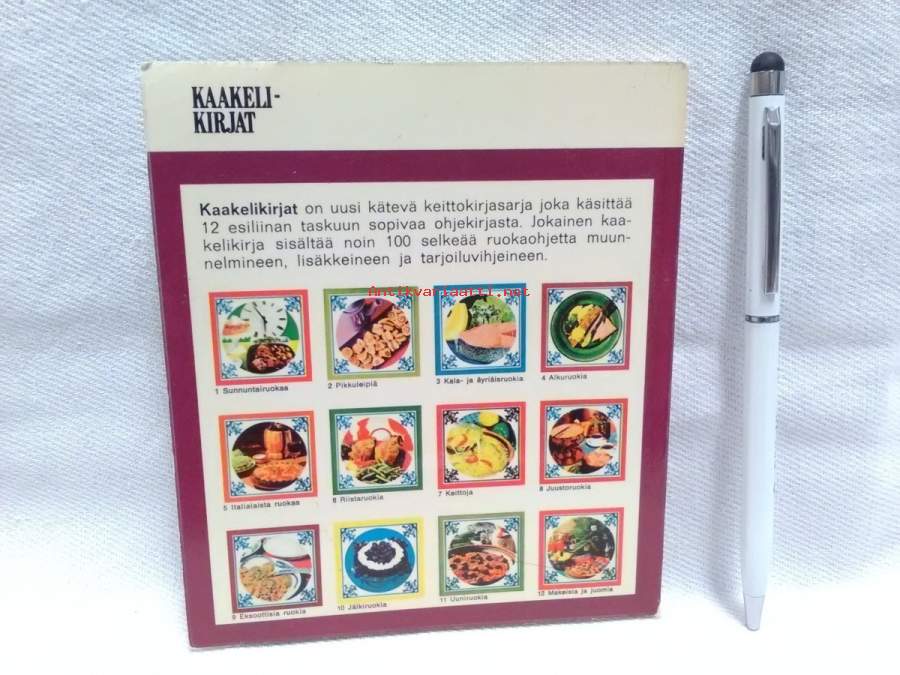 KAAKELI-
KIRJAT
Kaakelikirjat on uusi kätevä keittokirjasarja joka käsittää
12 esiliinan taskuun sopivaa ohjekirjasta. Jokainen kaa-
kelikirja sisältää noin 100 selkeää ruokaohjetta muun-
nelmineen, lisäkkeineen ja tarjoiluvihjeineen.
Antikvariaatti.net
1 Sunnuntairuokaa
2 Pikkuleipiä
3 Kala- ja äyriäisruokia
4 Alkuruokia
5 Italialaista ruokaa
6 Riistaruokia
7 Keittoja
8 Juustoruokia
9 Eksoottisia ruokia
10 Jälkiruokia
11 Uuniruokia
12 Makeisia ja juomia